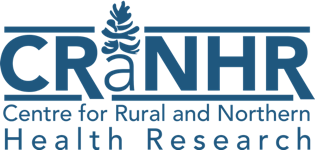 CRaNHR
Centre for Rural and Northern
Health Research